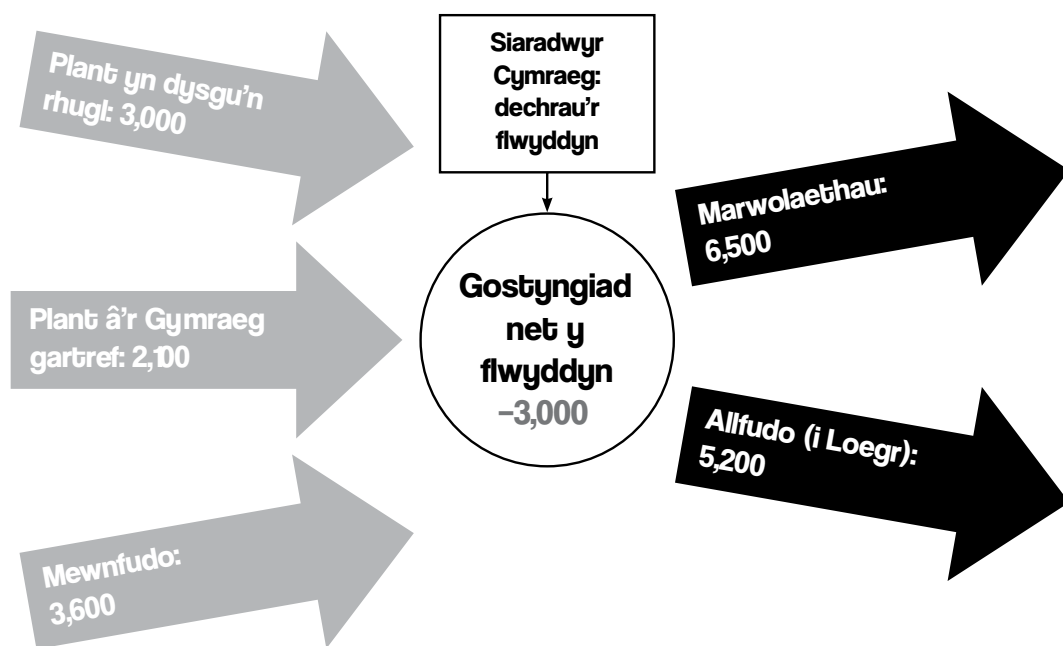 Plant yn dysgu'n
rhugl: 3,000
Siaradwyr
Cymraeg:
dechrau'r
flwyddyn
Marwolaethau:
6,500
Plant â'r Gymraeg
gartref: 2,100
Gostyngiad
net y
flwyddyn
–3,000
Allfudo (i Loegr):
5,200
Mewnfudo:
3,600